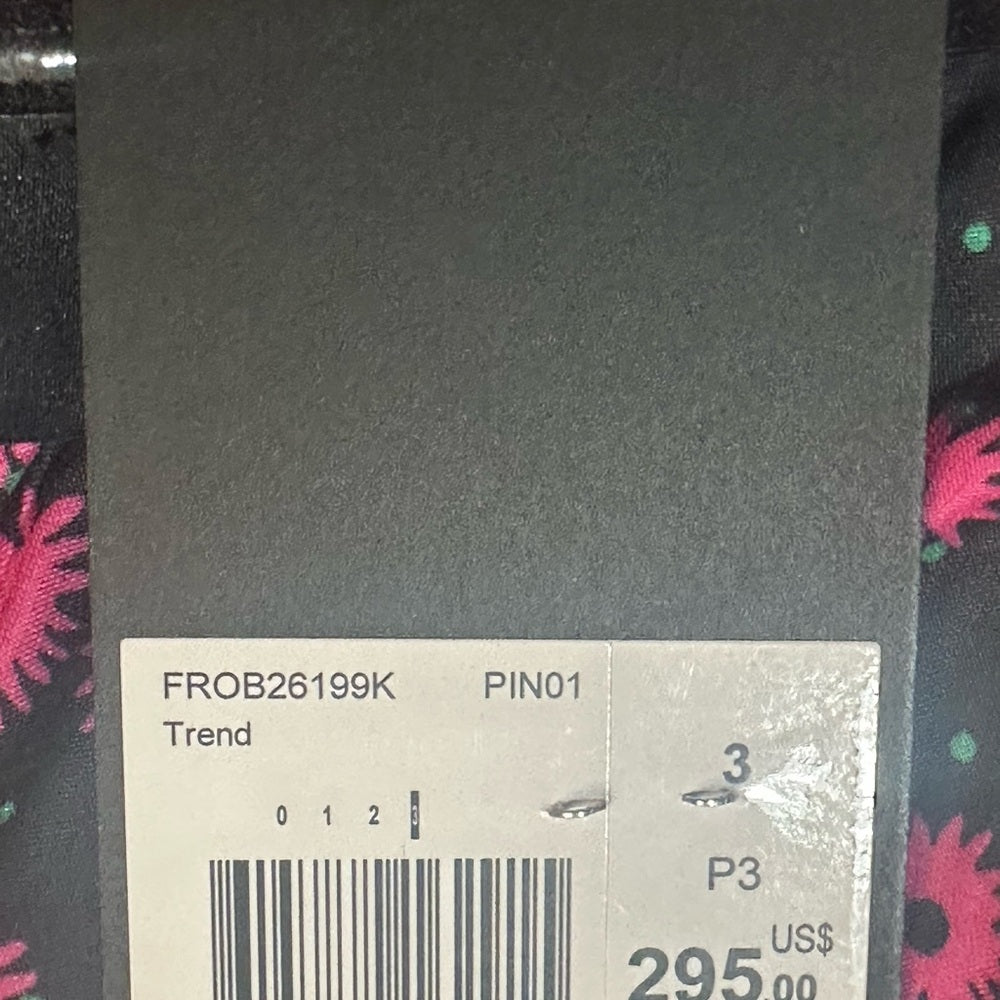 FROB26199K PIN01
Trend
3
0 1 2 3
P3
US$
295.00